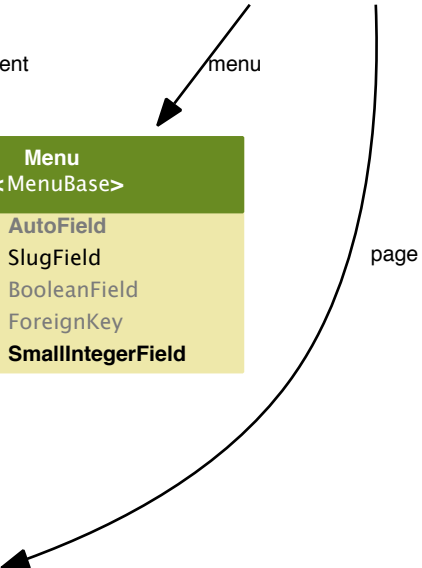 ent
menu
Menu
<MenuBase>
AutoField
SlugField
BooleanField
ForeignKey
SmallIntegerField
page